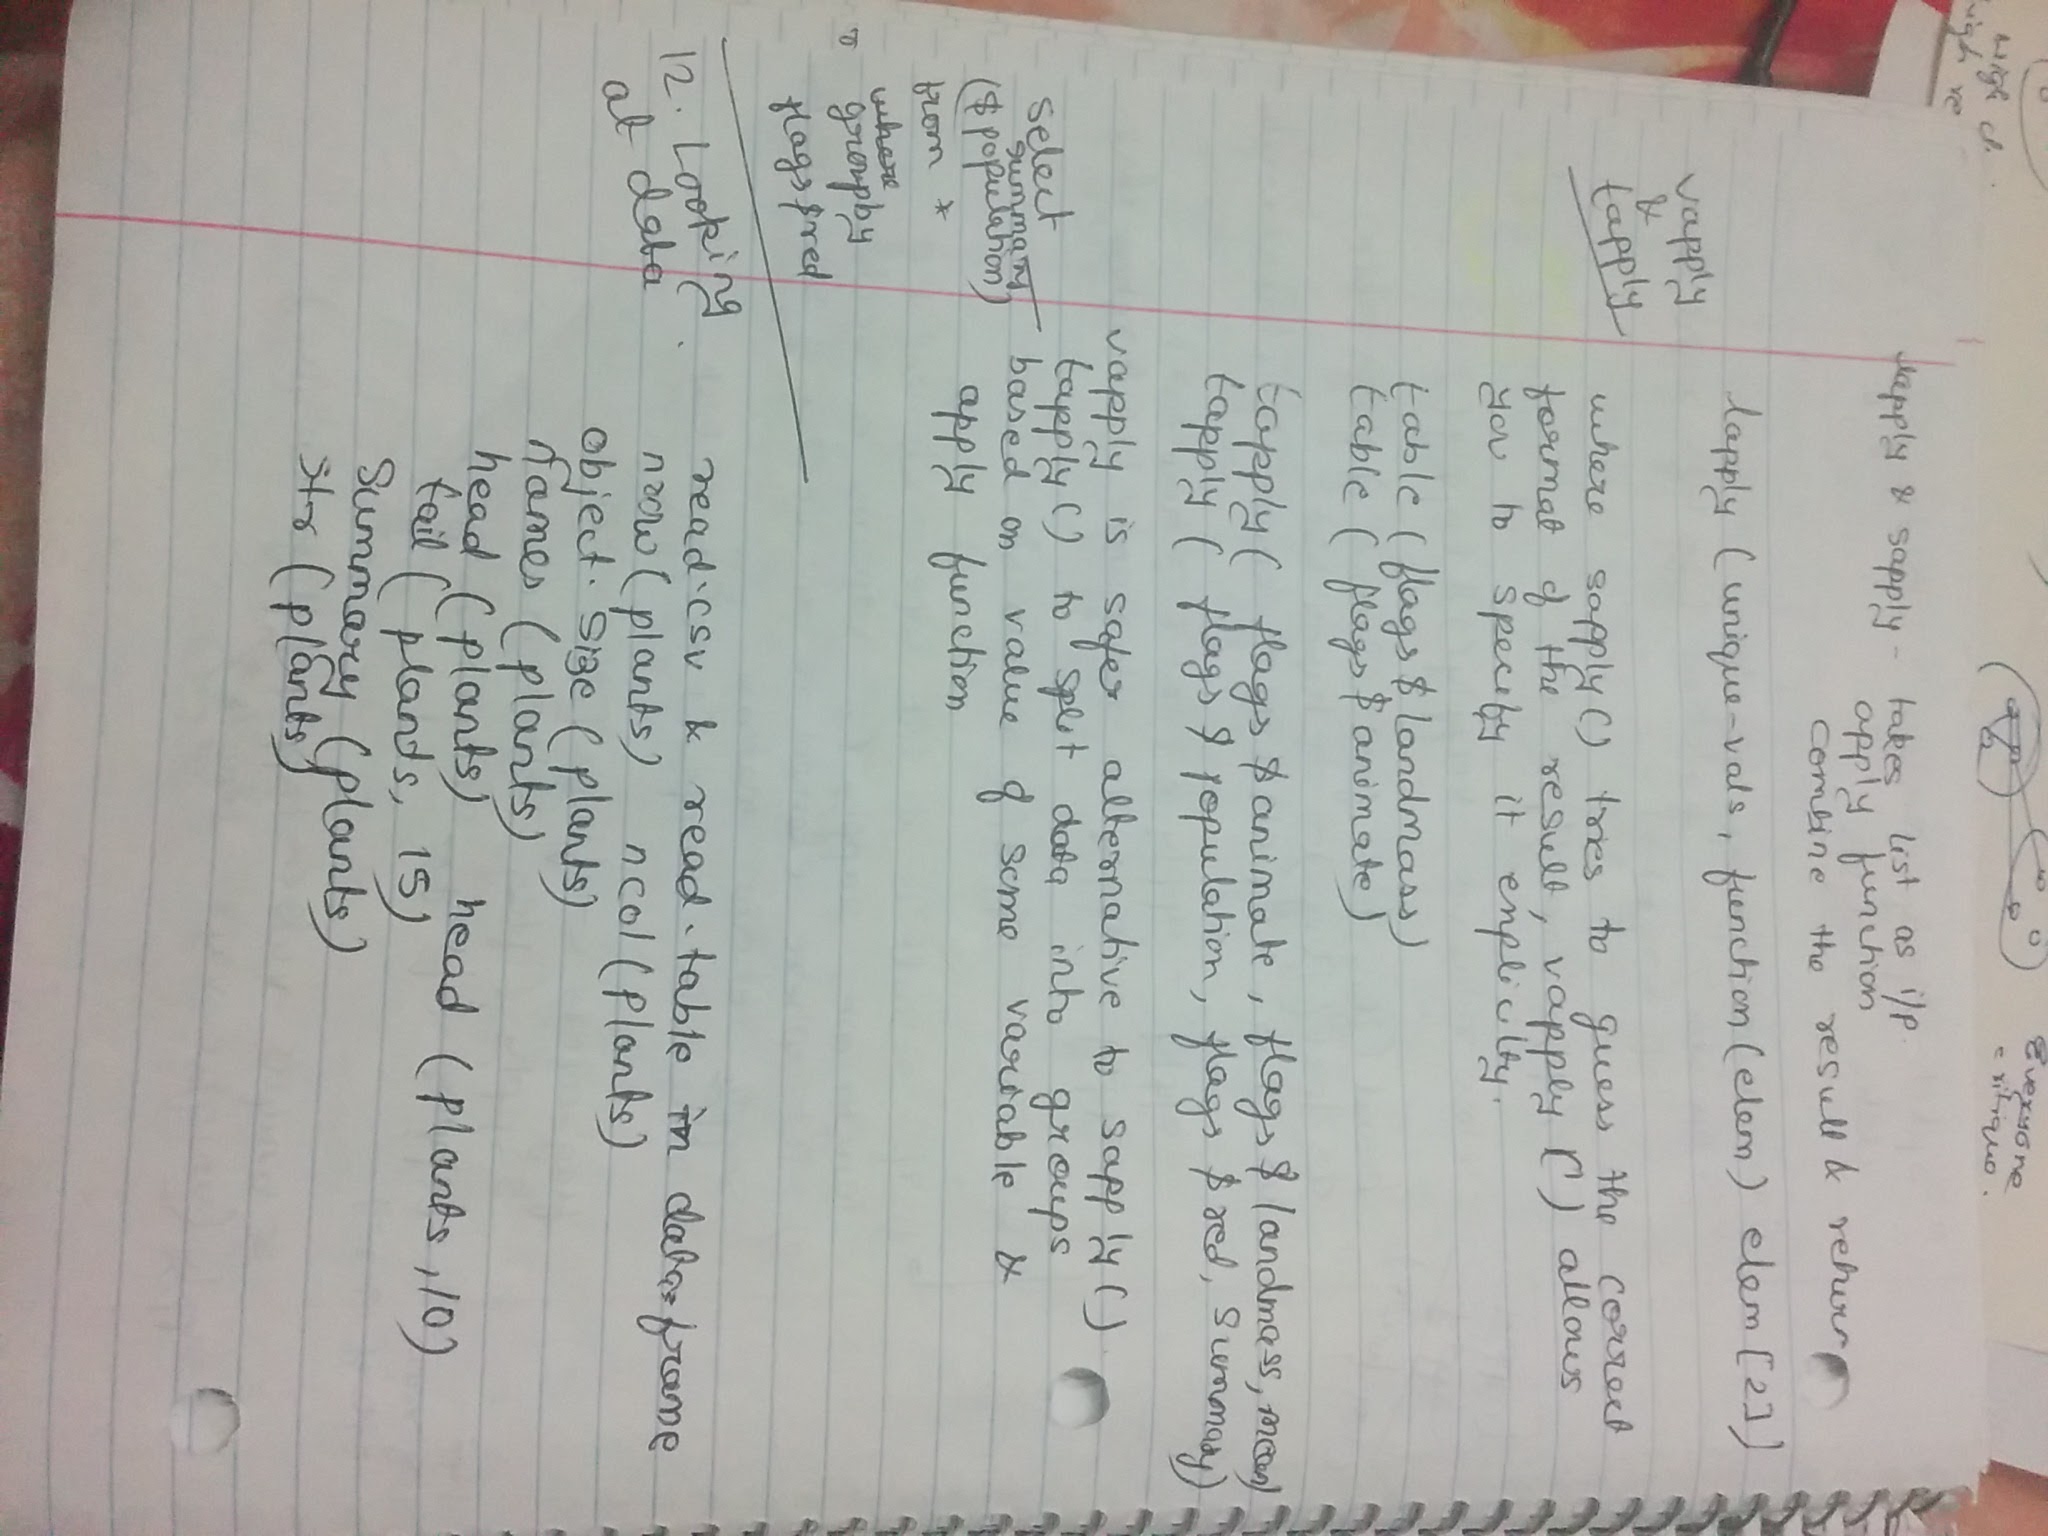 lapply & sapply - takes list as i/p.
apply function
combine the result & return
lapply (unique-vals, function(elem) elem[2])
vapply
&
tapply
where sapply() tries to guess the correct
format of the result, vapply() allows
you to specify it explicitly.
table (flags $ landmass)
table ( flags $ animate)
tapply ( flags $ animate, flags $ landmass, mean)
tapply ( flags $ population, flags $ red, summary)
vapply is safer alternative to sapply().
tapply() to split data into groups
based on value of some variable &
apply function
select
summary
($population)
from *
where
groupby
flags$red
12. Looking
at data
read.csv & read.table in data=frame
nrow (plants) ncol (plants)
object.size (plants)
names (plants)
head (plants) head (plants, 10)
tail (plants, 15)
summary (plants)
str (plants)
Everyone